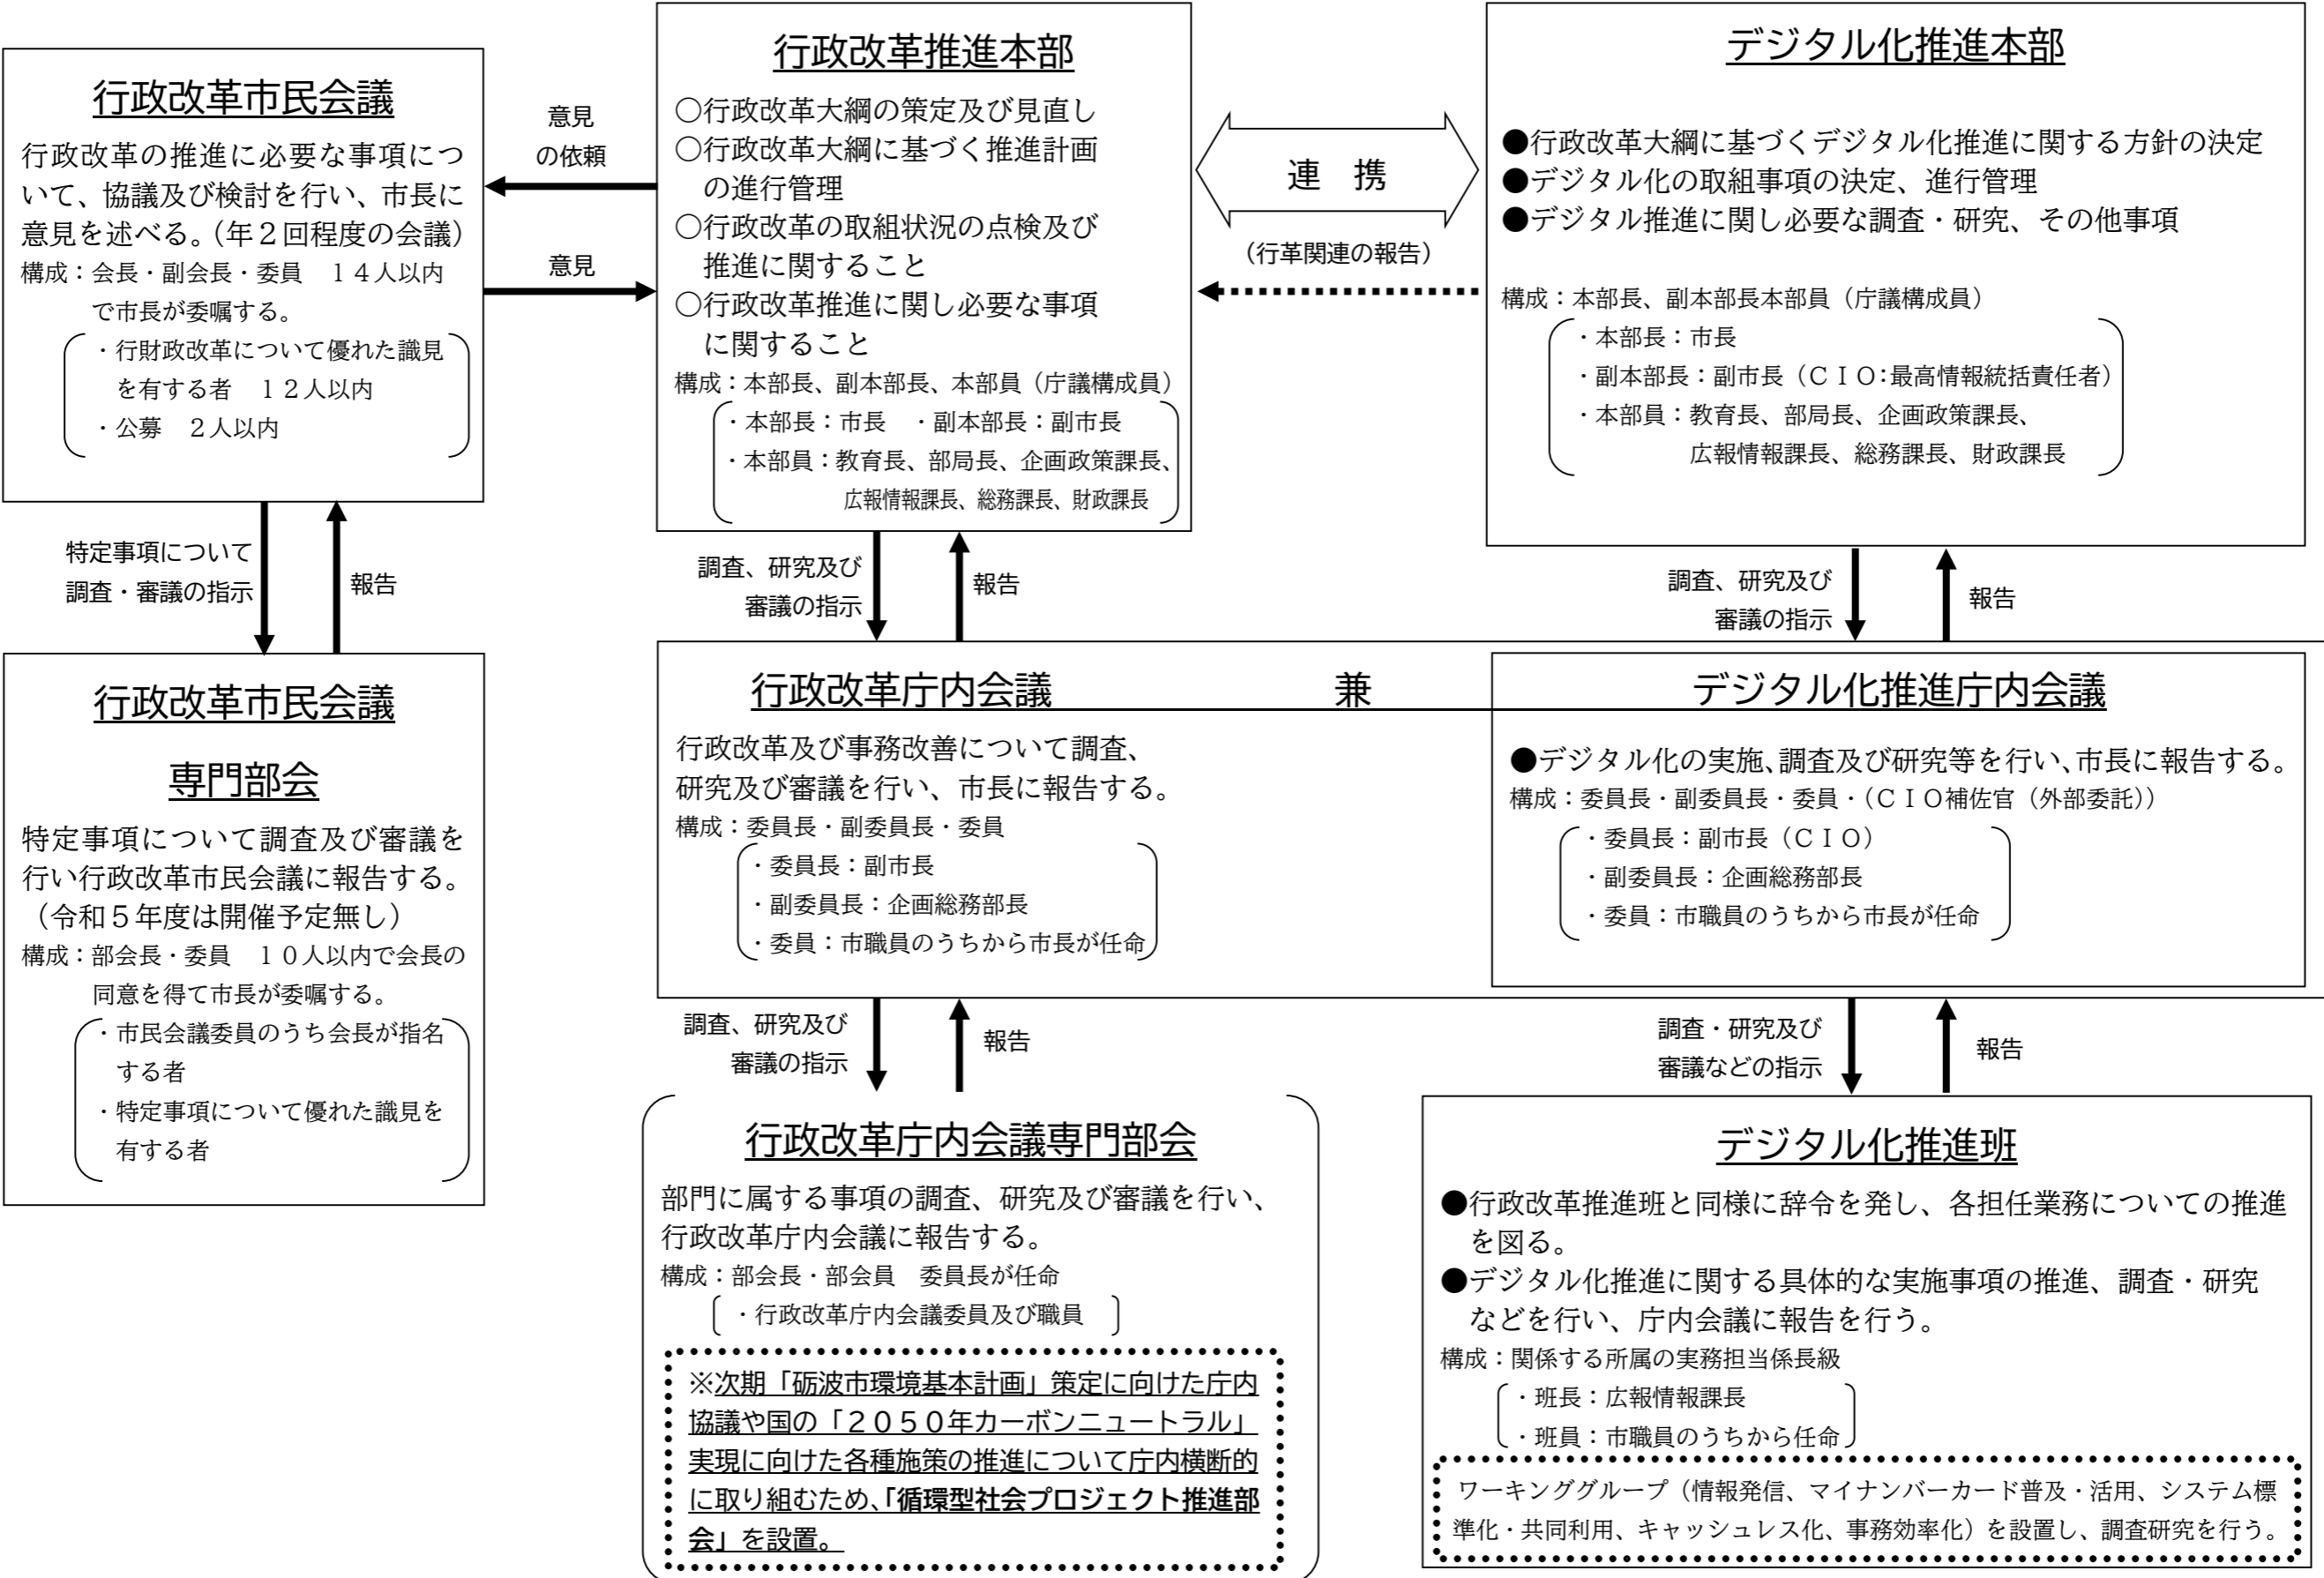 行政改革市民会議
行政改革の推進に必要な事項につ
いて、協議及び検討を行い、市長に
意見を述べる。（年２回程度の会議）
構成：会長・副会長・委員　１４人以内
で市長が委嘱する。
・行財政改革について優れた識見
を有する者　１２人以内
・公募　２人以内
意見
の依頼
意見
行政改革推進本部
○行政改革大綱の策定及び見直し
○行政改革大綱に基づく推進計画
の進行管理
○行政改革の取組状況の点検及び
推進に関すること
○行政改革推進に関し必要な事項
に関すること
構成：本部長、副本部長、本部員（庁議構成員）
・本部長：市長　・副本部長：副市長
・本部員：教育長、部局長、企画政策課長、
広報情報課長、総務課長、財政課長
連　携
（行革関連の報告）
デジタル化推進本部
●行政改革大綱に基づくデジタル化推進に関する方針の決定
●デジタル化の取組事項の決定、進行管理
●デジタル推進に関し必要な調査・研究、その他事項
構成：本部長、副本部長本部員（庁議構成員）
・本部長：市長
・副本部長：副市長（ＣＩＯ：最高情報統括責任者）
・本部員：教育長、部局長、企画政策課長、
広報情報課長、総務課長、財政課長
特定事項について
調査・審議の指示
報告
調査、研究及び
審議の指示
報告
調査、研究及び
審議の指示
報告
行政改革市民会議
専門部会
特定事項について調査及び審議を
行い行政改革市民会議に報告する。
（令和５年度は開催予定無し）
構成：部会長・委員　１０人以内で会長の
同意を得て市長が委嘱する。
・市民会議委員のうち会長が指名
する者
・特定事項について優れた識見を
有する者
行政改革庁内会議　兼　デジタル化推進庁内会議
行政改革及び事務改善について調査、
研究及び審議を行い、市長に報告する。
構成：委員長・副委員長・委員
・委員長：副市長
・副委員長：企画総務部長
・委員：市職員のうちから市長が任命
●デジタル化の実施、調査及び研究等を行い、市長に報告する。
構成：委員長・副委員長・委員・（ＣＩＯ補佐官（外部委託））
・委員長：副市長（ＣＩＯ）
・副委員長：企画総務部長
・委員：市職員のうちから市長が任命
調査、研究及び
審議の指示
報告
調査・研究及び
審議などの指示
報告
行政改革庁内会議専門部会
部門に属する事項の調査、研究及び審議を行い、
行政改革庁内会議に報告する。
構成：部会長・部会員　委員長が任命
・行政改革庁内会議委員及び職員
※次期「砺波市環境基本計画」策定に向けた庁内
協議や国の「２０５０年カーボンニュートラル」
実現に向けた各種施策の推進について庁内横断的
に取り組むため、「循環型社会プロジェクト推進部
会」を設置。
デジタル化推進班
●行政改革推進班と同様に辞令を発し、各担任業務についての推進
を図る。
●デジタル化推進に関する具体的な実施事項の推進、調査・研究
などを行い、庁内会議に報告を行う。
構成：関係する所属の実務担当係長級
・班長：広報情報課長
・班員：市職員のうちから任命
ワーキンググループ（情報発信、マイナンバーカード普及・活用、システム標
準化・共同利用、キャッシュレス化、事務効率化）を設置し、調査研究を行う。